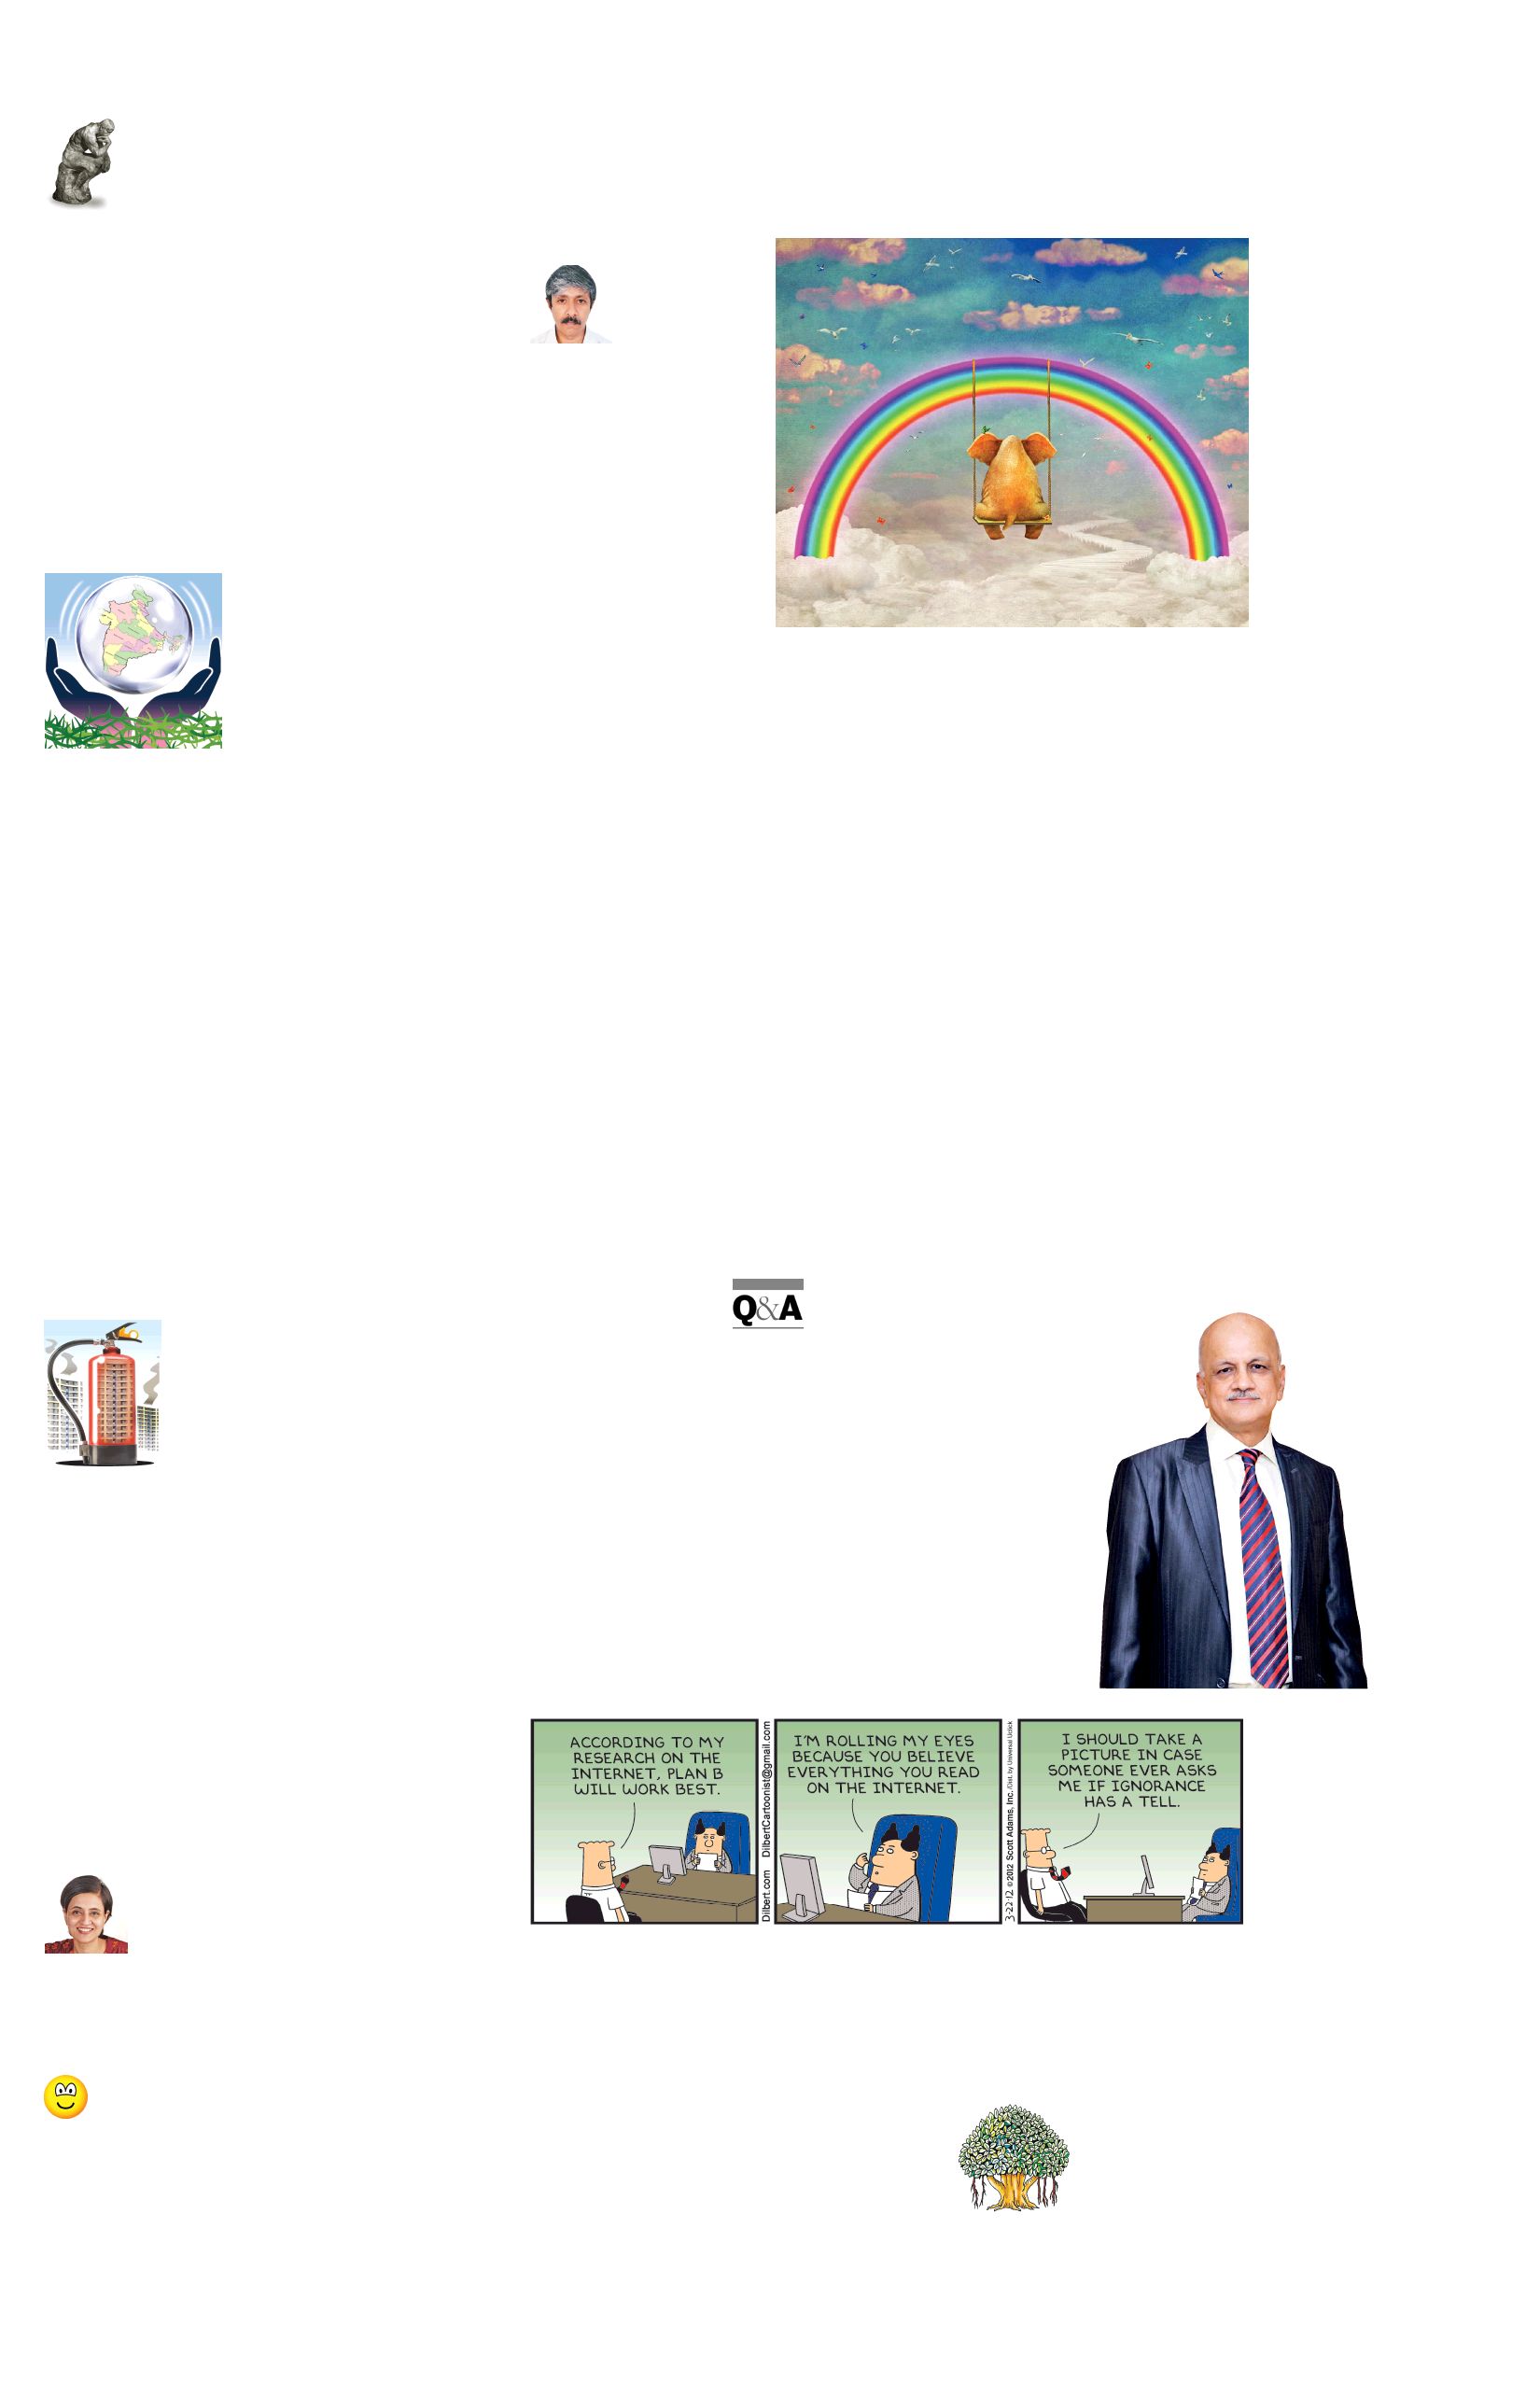 Q&A
ACCORDING TO MY
RESEARCH ON THE
INTERNET, PLAN B
WILL WORK BEST.
Dilbert.com DilbertCartoonist@gmail.com
I'M ROLLING MY EYES
BECAUSE YOU BELIEVE
EVERYTHING YOU READ
ON THE INTERNET.
3-22-12 ©2012 Scott Adams, Inc. /Dist. by Universal Uclick
I SHOULD TAKE A
PICTURE IN CASE
SOMEONE EVER ASKS
ME IF IGNORANCE
HAS A TELL.